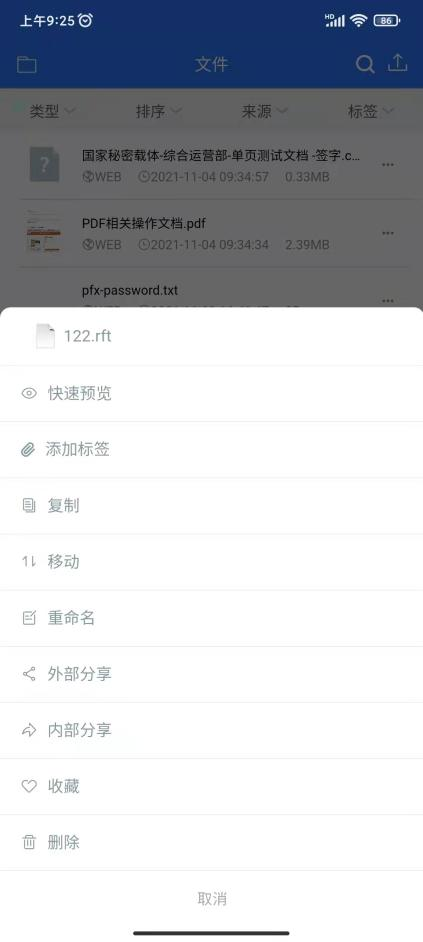 上午9:25
HD
86
文件
类型 排序 来源 标签
国家秘密载体-综合运营部-单页测试文档 -签字.c...
WEB 2021-11-04 09:34:57 0.33MB
PDF相关操作文档.pdf
WEB 2021-11-04 09:34:34 2.39MB
pfx-password.txt
122.rft
快速预览
添加标签
复制
移动
重命名
外部分享
内部分享
收藏
删除
取消